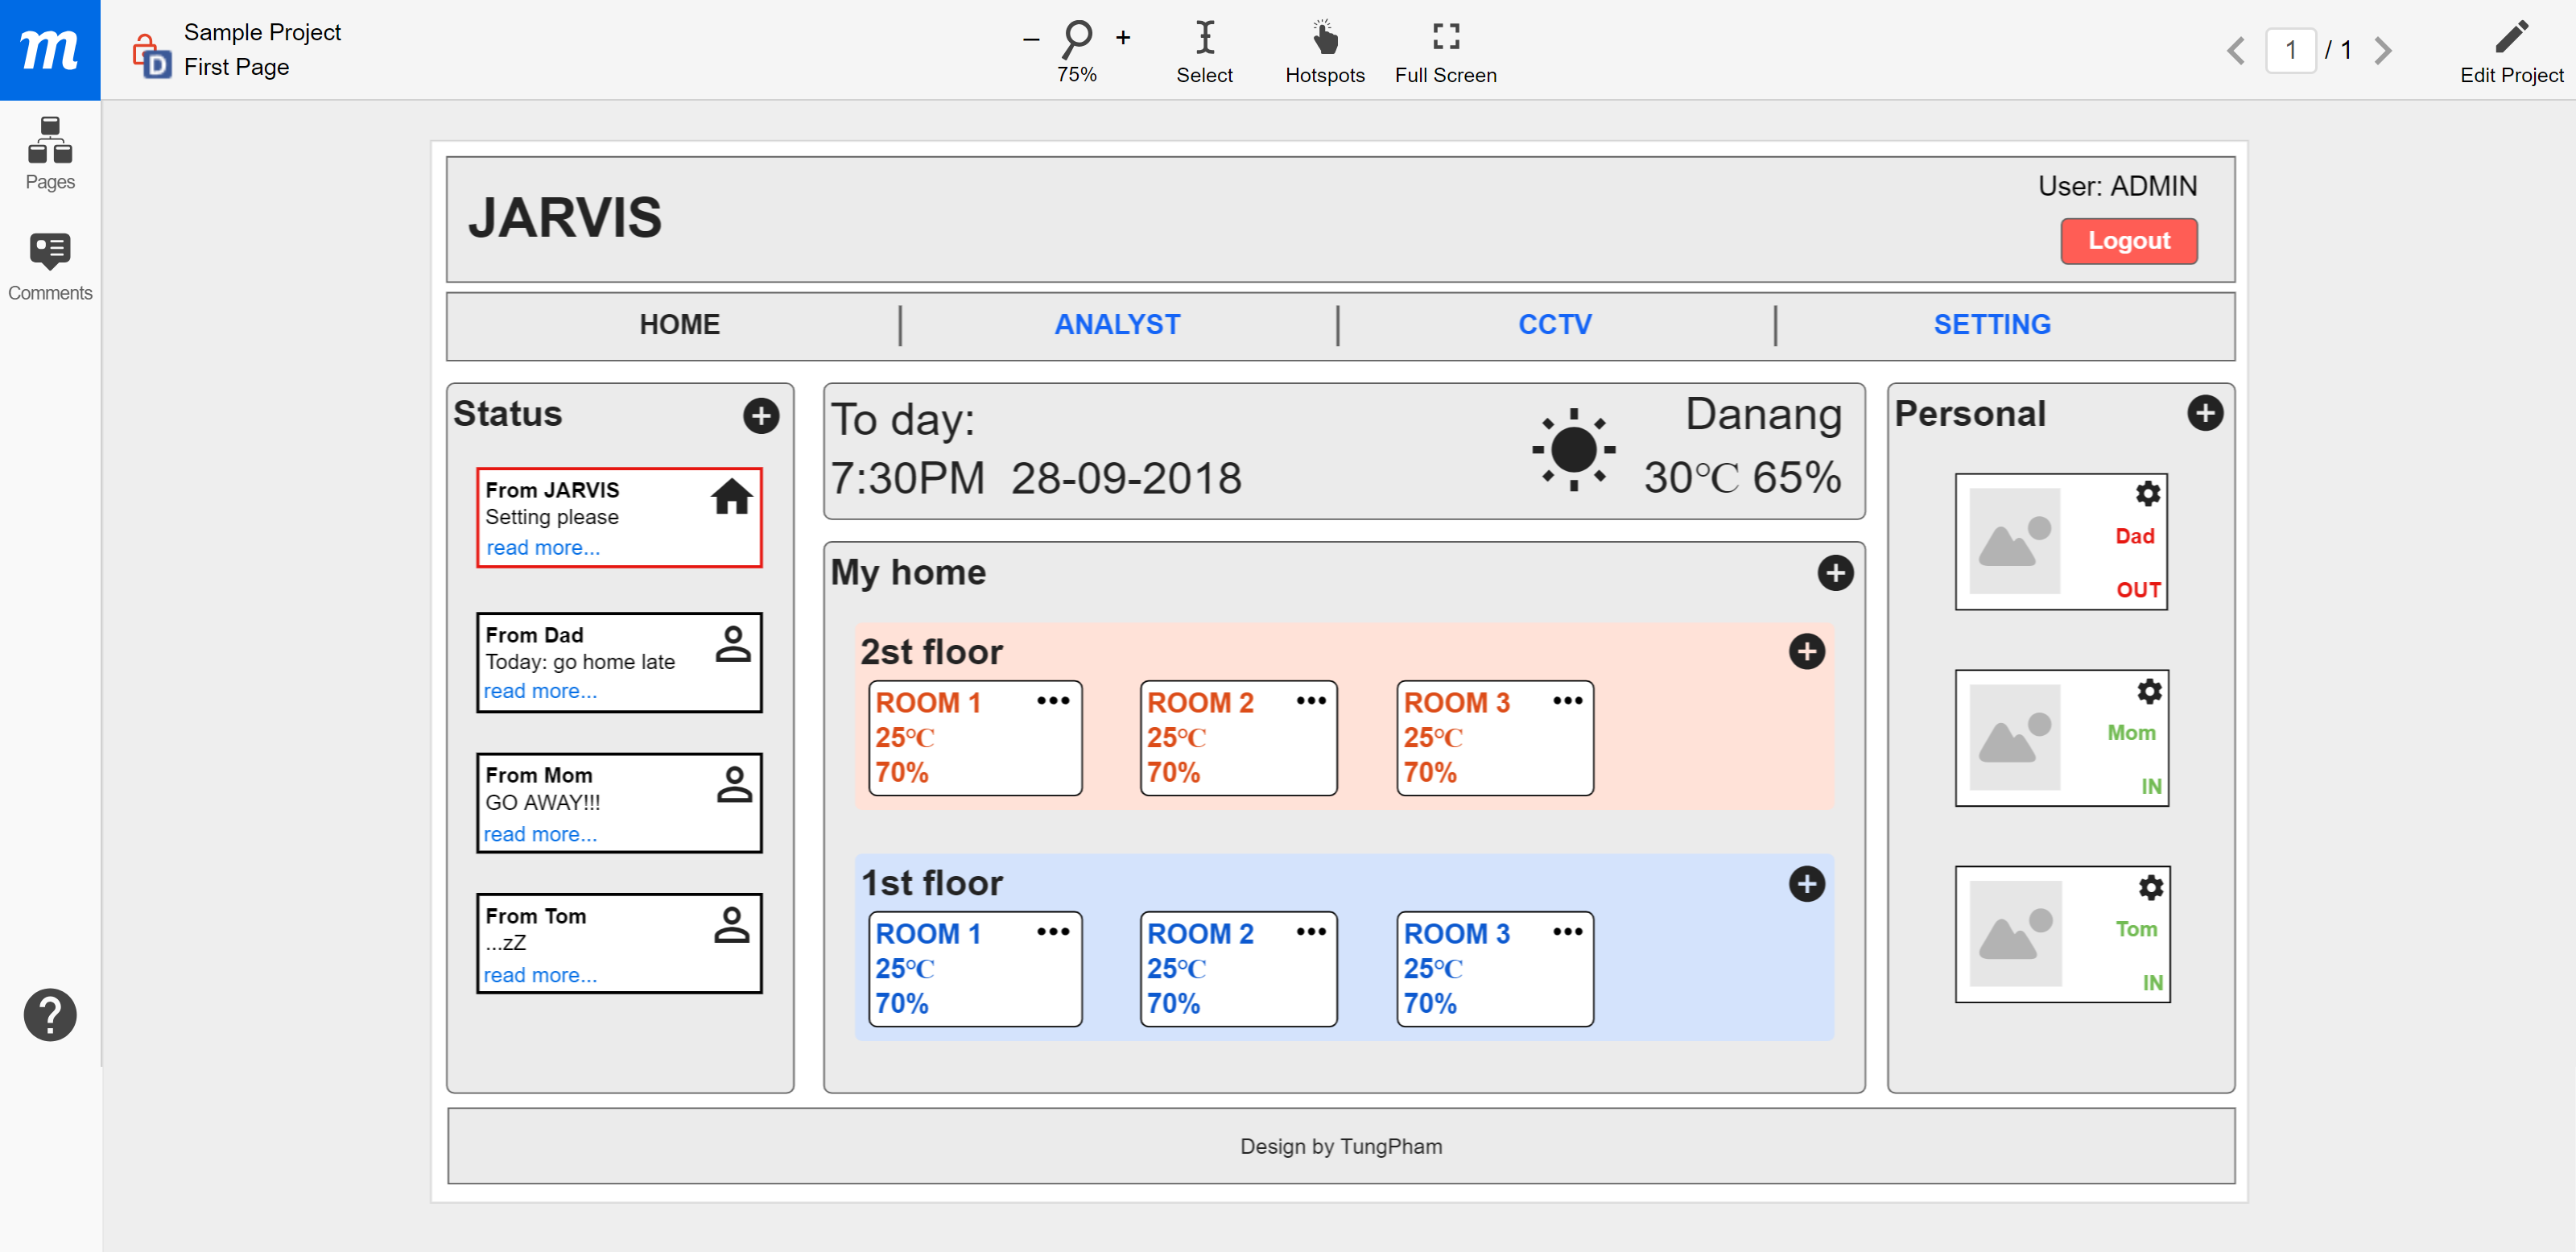 m
D
Sample Project
First Page
75%
Select
Hotspots
Full Screen
1 / 1
Edit Project
Pages
Comments
JARVIS
User: ADMIN
Logout
HOME
ANALYST
CCTV
SETTING
Status
From JARVIS
Setting please
read more...
From Dad
Today: go home late
read more...
From Mom
GO AWAY!!!
read more...
From Tom
...zZ
read more...
To day:
7:30PM 28-09-2018
Danang
30℃ 65%
My home
2st floor
ROOM 1
25℃
70%
ROOM 2
25℃
70%
ROOM 3
25℃
70%
1st floor
ROOM 1
25℃
70%
ROOM 2
25℃
70%
ROOM 3
25℃
70%
Personal
Dad
OUT
Mom
IN
Tom
IN
Design by TungPham